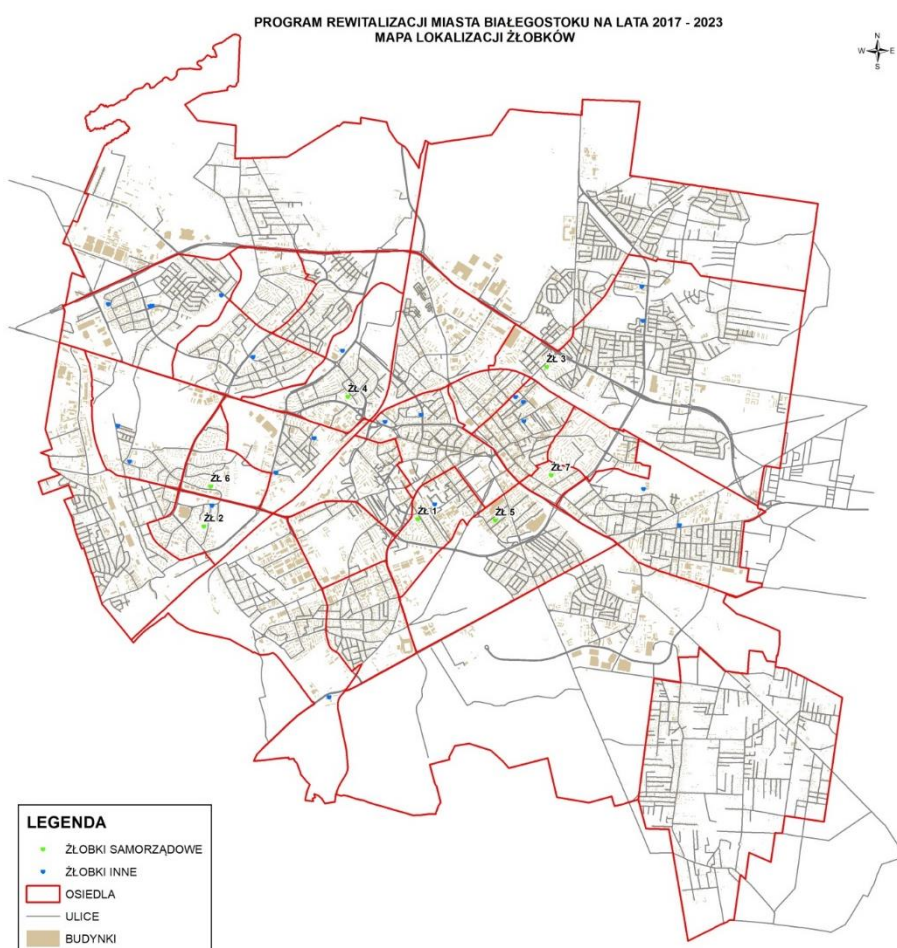 PROGRAM REWITALIZACJI MIASTA BIAŁEGOSTOKU NA LATA 2017 - 2023
MAPA LOKALIZACJI ŻŁOBKÓW
N
W E
S
ŻŁ 3
ŻŁ 4
ŻŁ 7
ŻŁ 6
ŻŁ 1
ŻŁ 5
ŻŁ 2
LEGENDA
ŻŁOBKI SAMORZĄDOWE
ŻŁOBKI INNE
OSIEDLA
ULICE
BUDYNKI